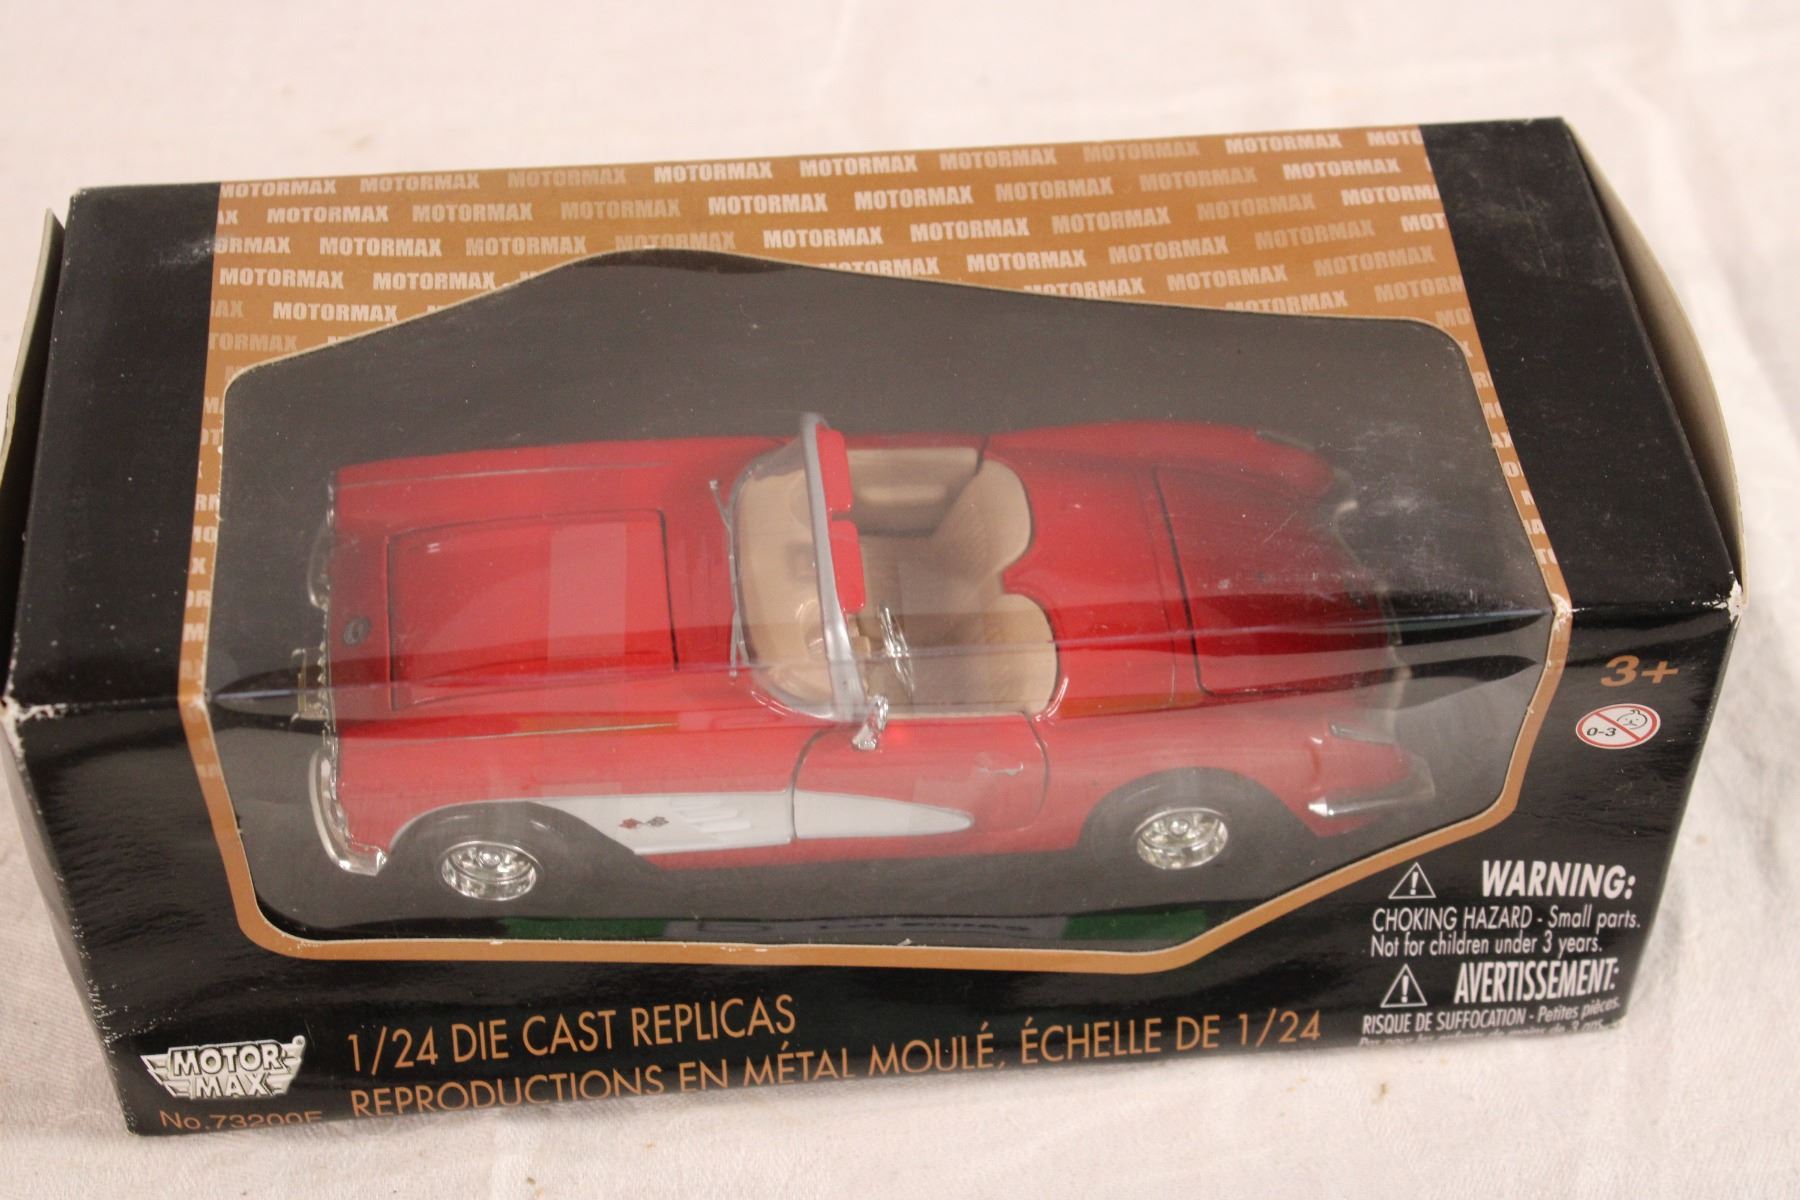 MOTORMAX MOTORMAX MOTORMAX MOTORMAX MOTORMAX MOTORMAX MOTORMAX MOTORMAX
MOTORMAX MOTORMAX MOTORMAX MOTORMAX MOTORMAX MOTORMAX MOTORMAX MOTORMAX
MOTORMAX MOTORMAX MOTORMAX MOTORMAX MOTORMAX MOTORMAX MOTORMAX
MOTORMAX MOTORMAX MOTORMAX MOTORMAX MOTORMAX MOTORMAX
MOTORMAX MOTORMAX MOTORMAX
3+
0-3
WARNING:
CHOKING HAZARD - Small parts.
Not for children under 3 years.
AVERTISSEMENT:
RISQUE DE SUFFOCATION - Petites pièces.
MOTOR
MAX
No.73200E
1/24 DIE CAST REPLICAS
REPRODUCTIONS EN MÉTAL MOULÉ, ÉCHELLE DE 1/24